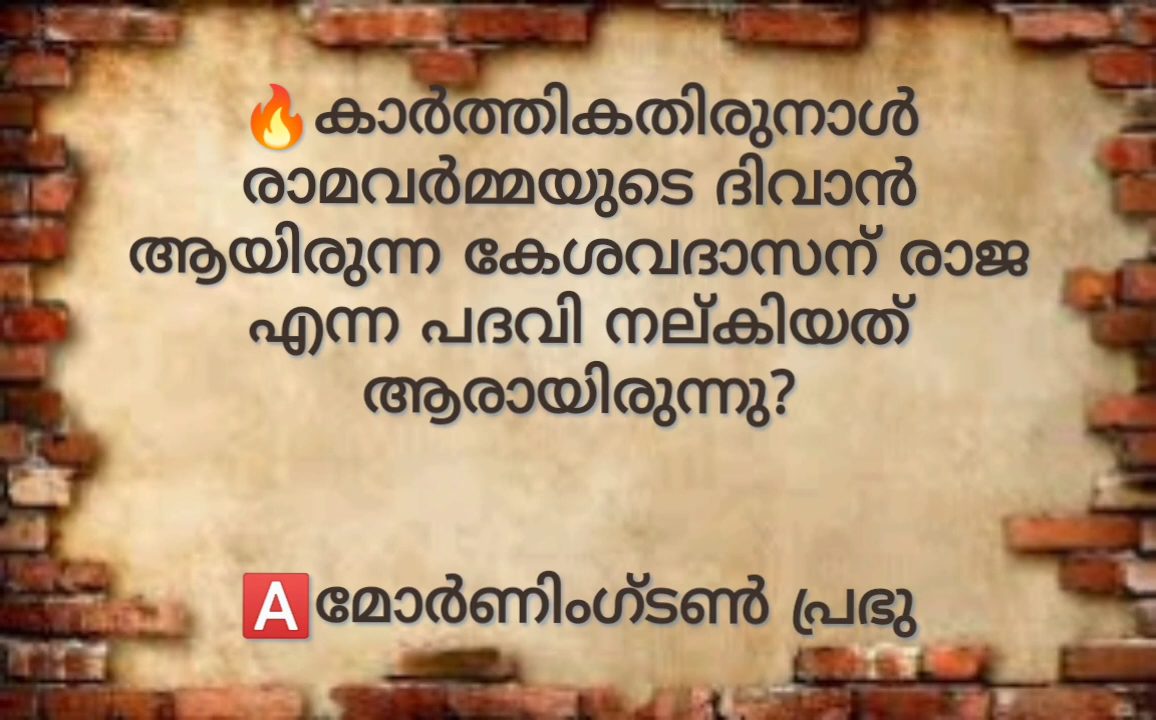 🔥കാർത്തികതിരുനാൾ
രാമവർമ്മയുടെ ദിവാൻ
ആയിരുന്ന കേശവദാസന് രാജ
എന്ന പദവി നല്കിയത്
ആരായിരുന്നു?
🅰മോർണിംഗ്ടൺ പ്രഭു